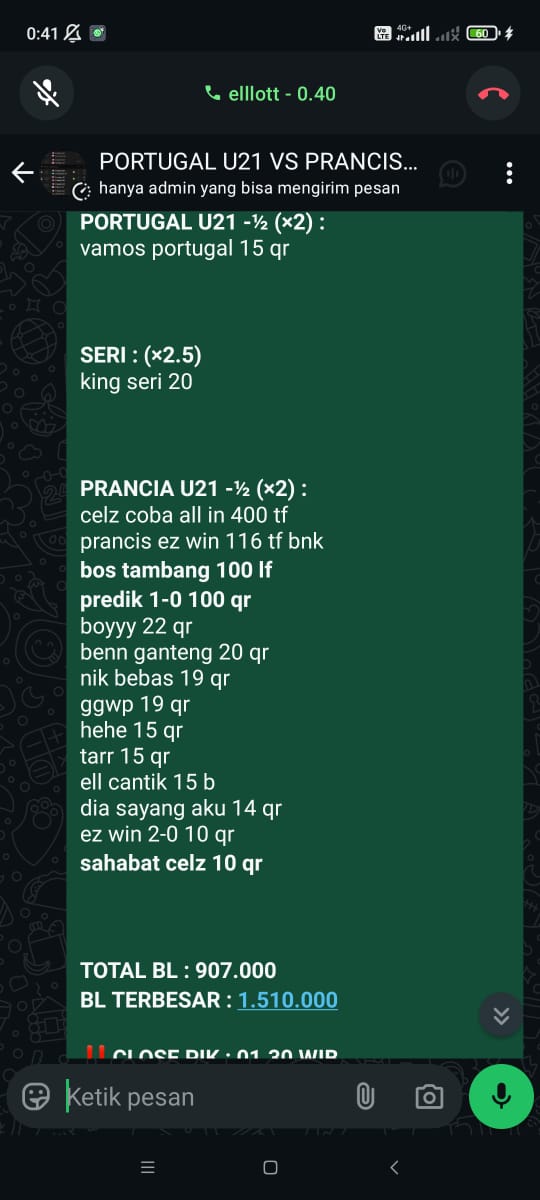 0:41
Vo LTE 4G+ 60
elllott - 0.40
PORTUGAL U21 VS PRANCIS...
hanya admin yang bisa mengirim pesan
PORTUGAL U21 -½ (×2) :
vamos portugal 15 qr
SERI : (×2.5)
king seri 20
PRANCIA U21 -½ (×2) :
celz coba all in 400 tf
prancis ez win 116 tf bnk
bos tambang 100 lf
predik 1-0 100 qr
boyyy 22 qr
benn ganteng 20 qr
nik bebas 19 qr
ggwp 19 qr
hehe 15 qr
tarr 15 qr
ell cantik 15 b
dia sayang aku 14 qr
ez win 2-0 10 qr
sahabat celz 10 qr
TOTAL BL : 907.000
BL TERBESAR : 1.510.000
‼️ CLOSE PIK : 01.30 WIB
Ketik pesan